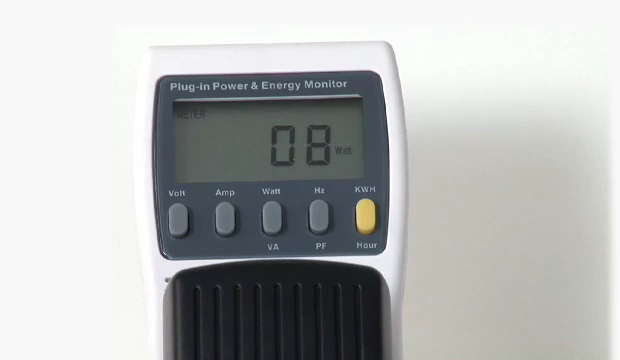 Plug-in Power & Energy Monitor
METER
08 Watt
Volt Amp Watt Hz KWH
VA PF Hour